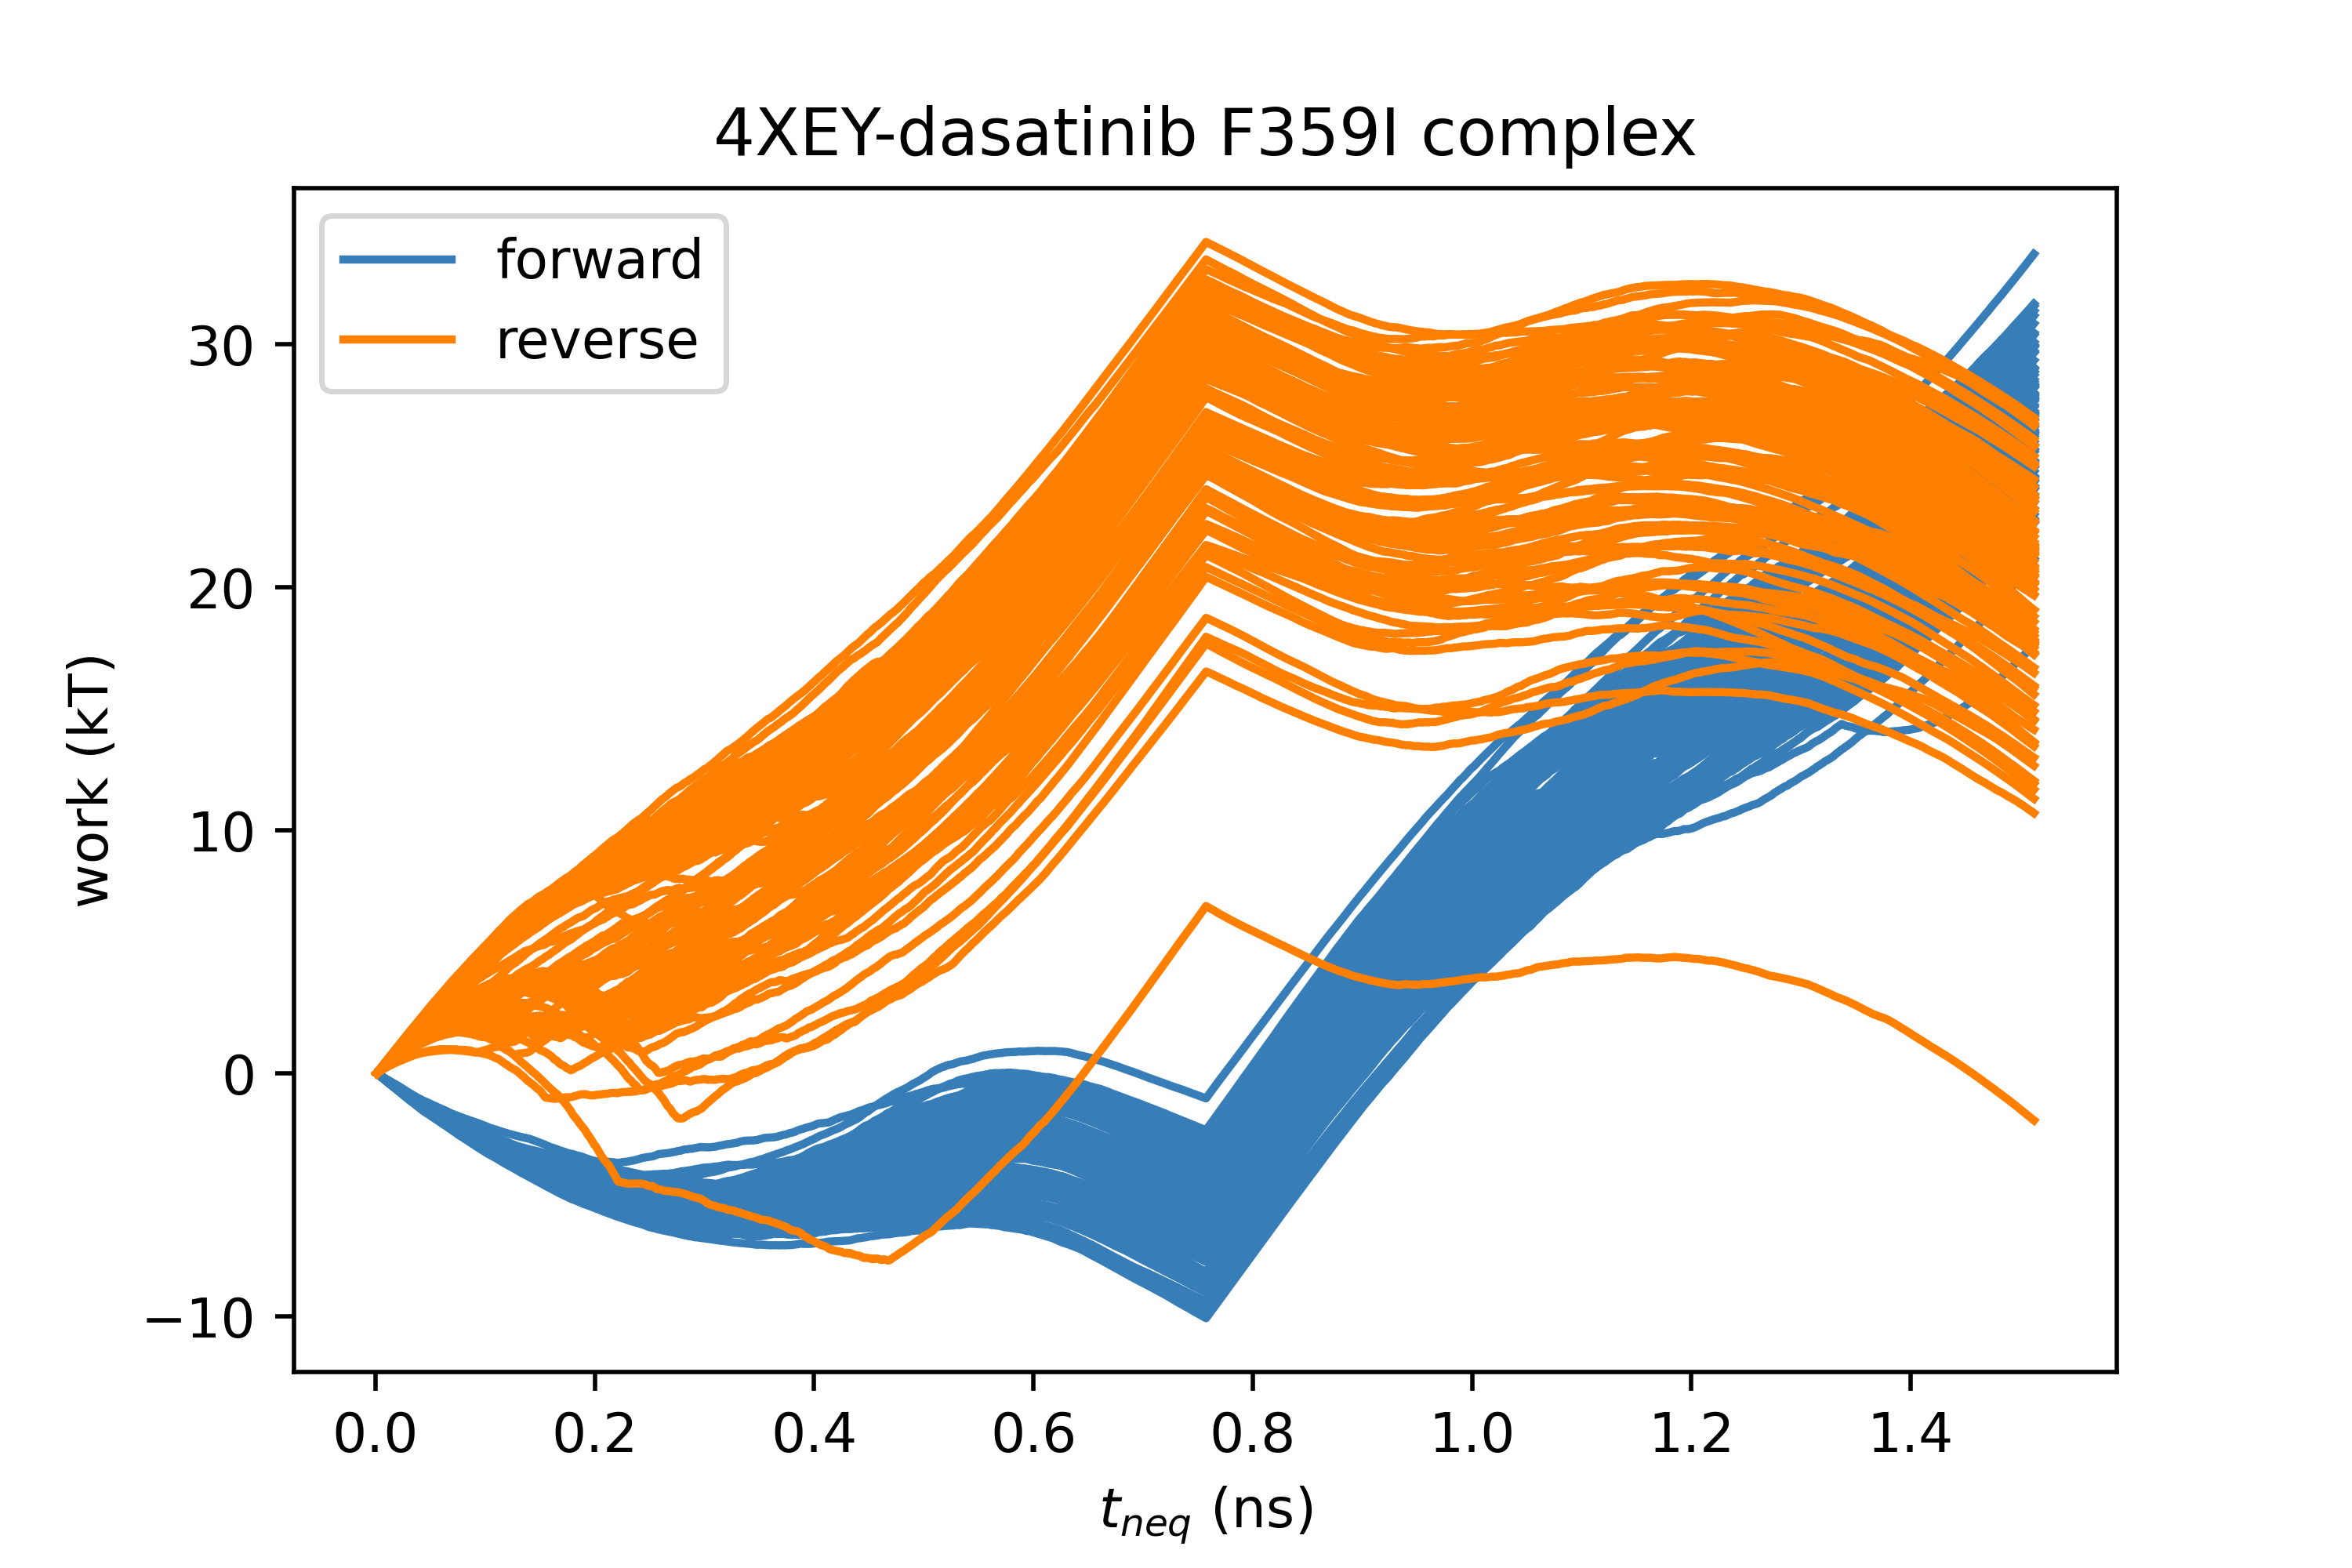 4XEY-dasatinib F359I complex
forward
reverse
work (kT)
30
20
10
0
−10
0.0 0.2 0.4 0.6 0.8 1.0 1.2 1.4
t_neq (ns)